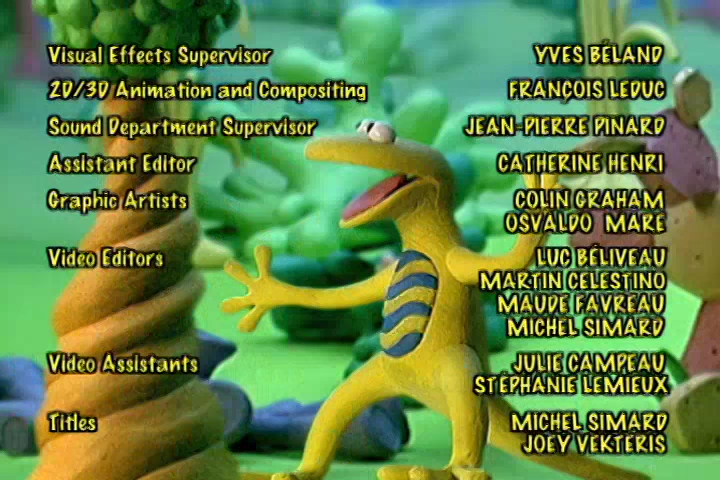 Visual Effects Supervisor YVES BÉLAND
2D/3D Animation and Compositing FRANÇOIS LEDUC
Sound Department Supervisor JEAN-PIERRE PINARD
Assistant Editor CATHERINE HENRI
Graphic Artists COLIN GRAHAM
OSVALDO MARE
Video Editors LUC BÉLIVEAU
MARTIN CELESTINO
MAUDE FAVREAU
MICHEL SIMARD
Video Assistants JULIE CAMPEAU
STÉPHANIE LEMIEUX
Titles MICHEL SIMARD
JOEY VEKTERIS